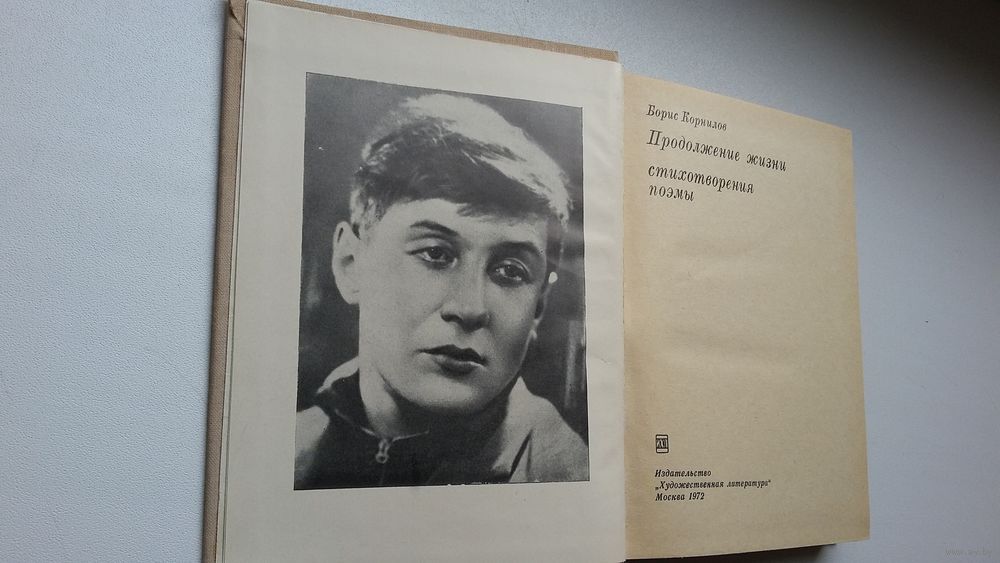 Борис Корнилов
Продолжение жизни
стихотворения
поэмы
Издательство
„Художественная литература“
Москва 1972